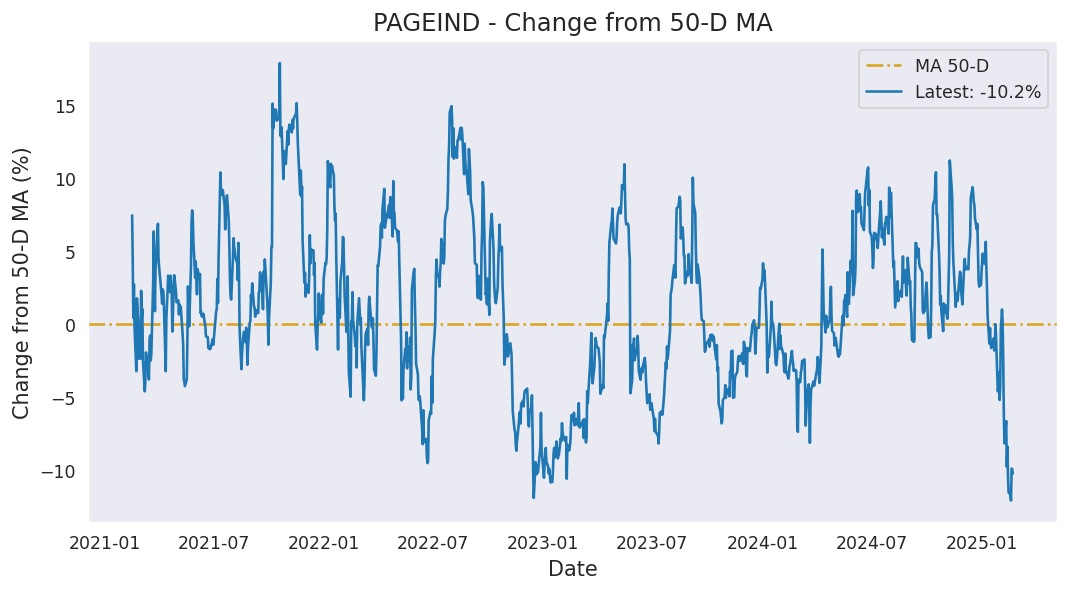 PAGEIND - Change from 50-D MA
MA 50-D
Latest: -10.2%
Change from 50-D MA (%)
15
10
5
0
−5
−10
2021-01 2021-07 2022-01 2022-07 2023-01 2023-07 2024-01 2024-07 2025-01
Date